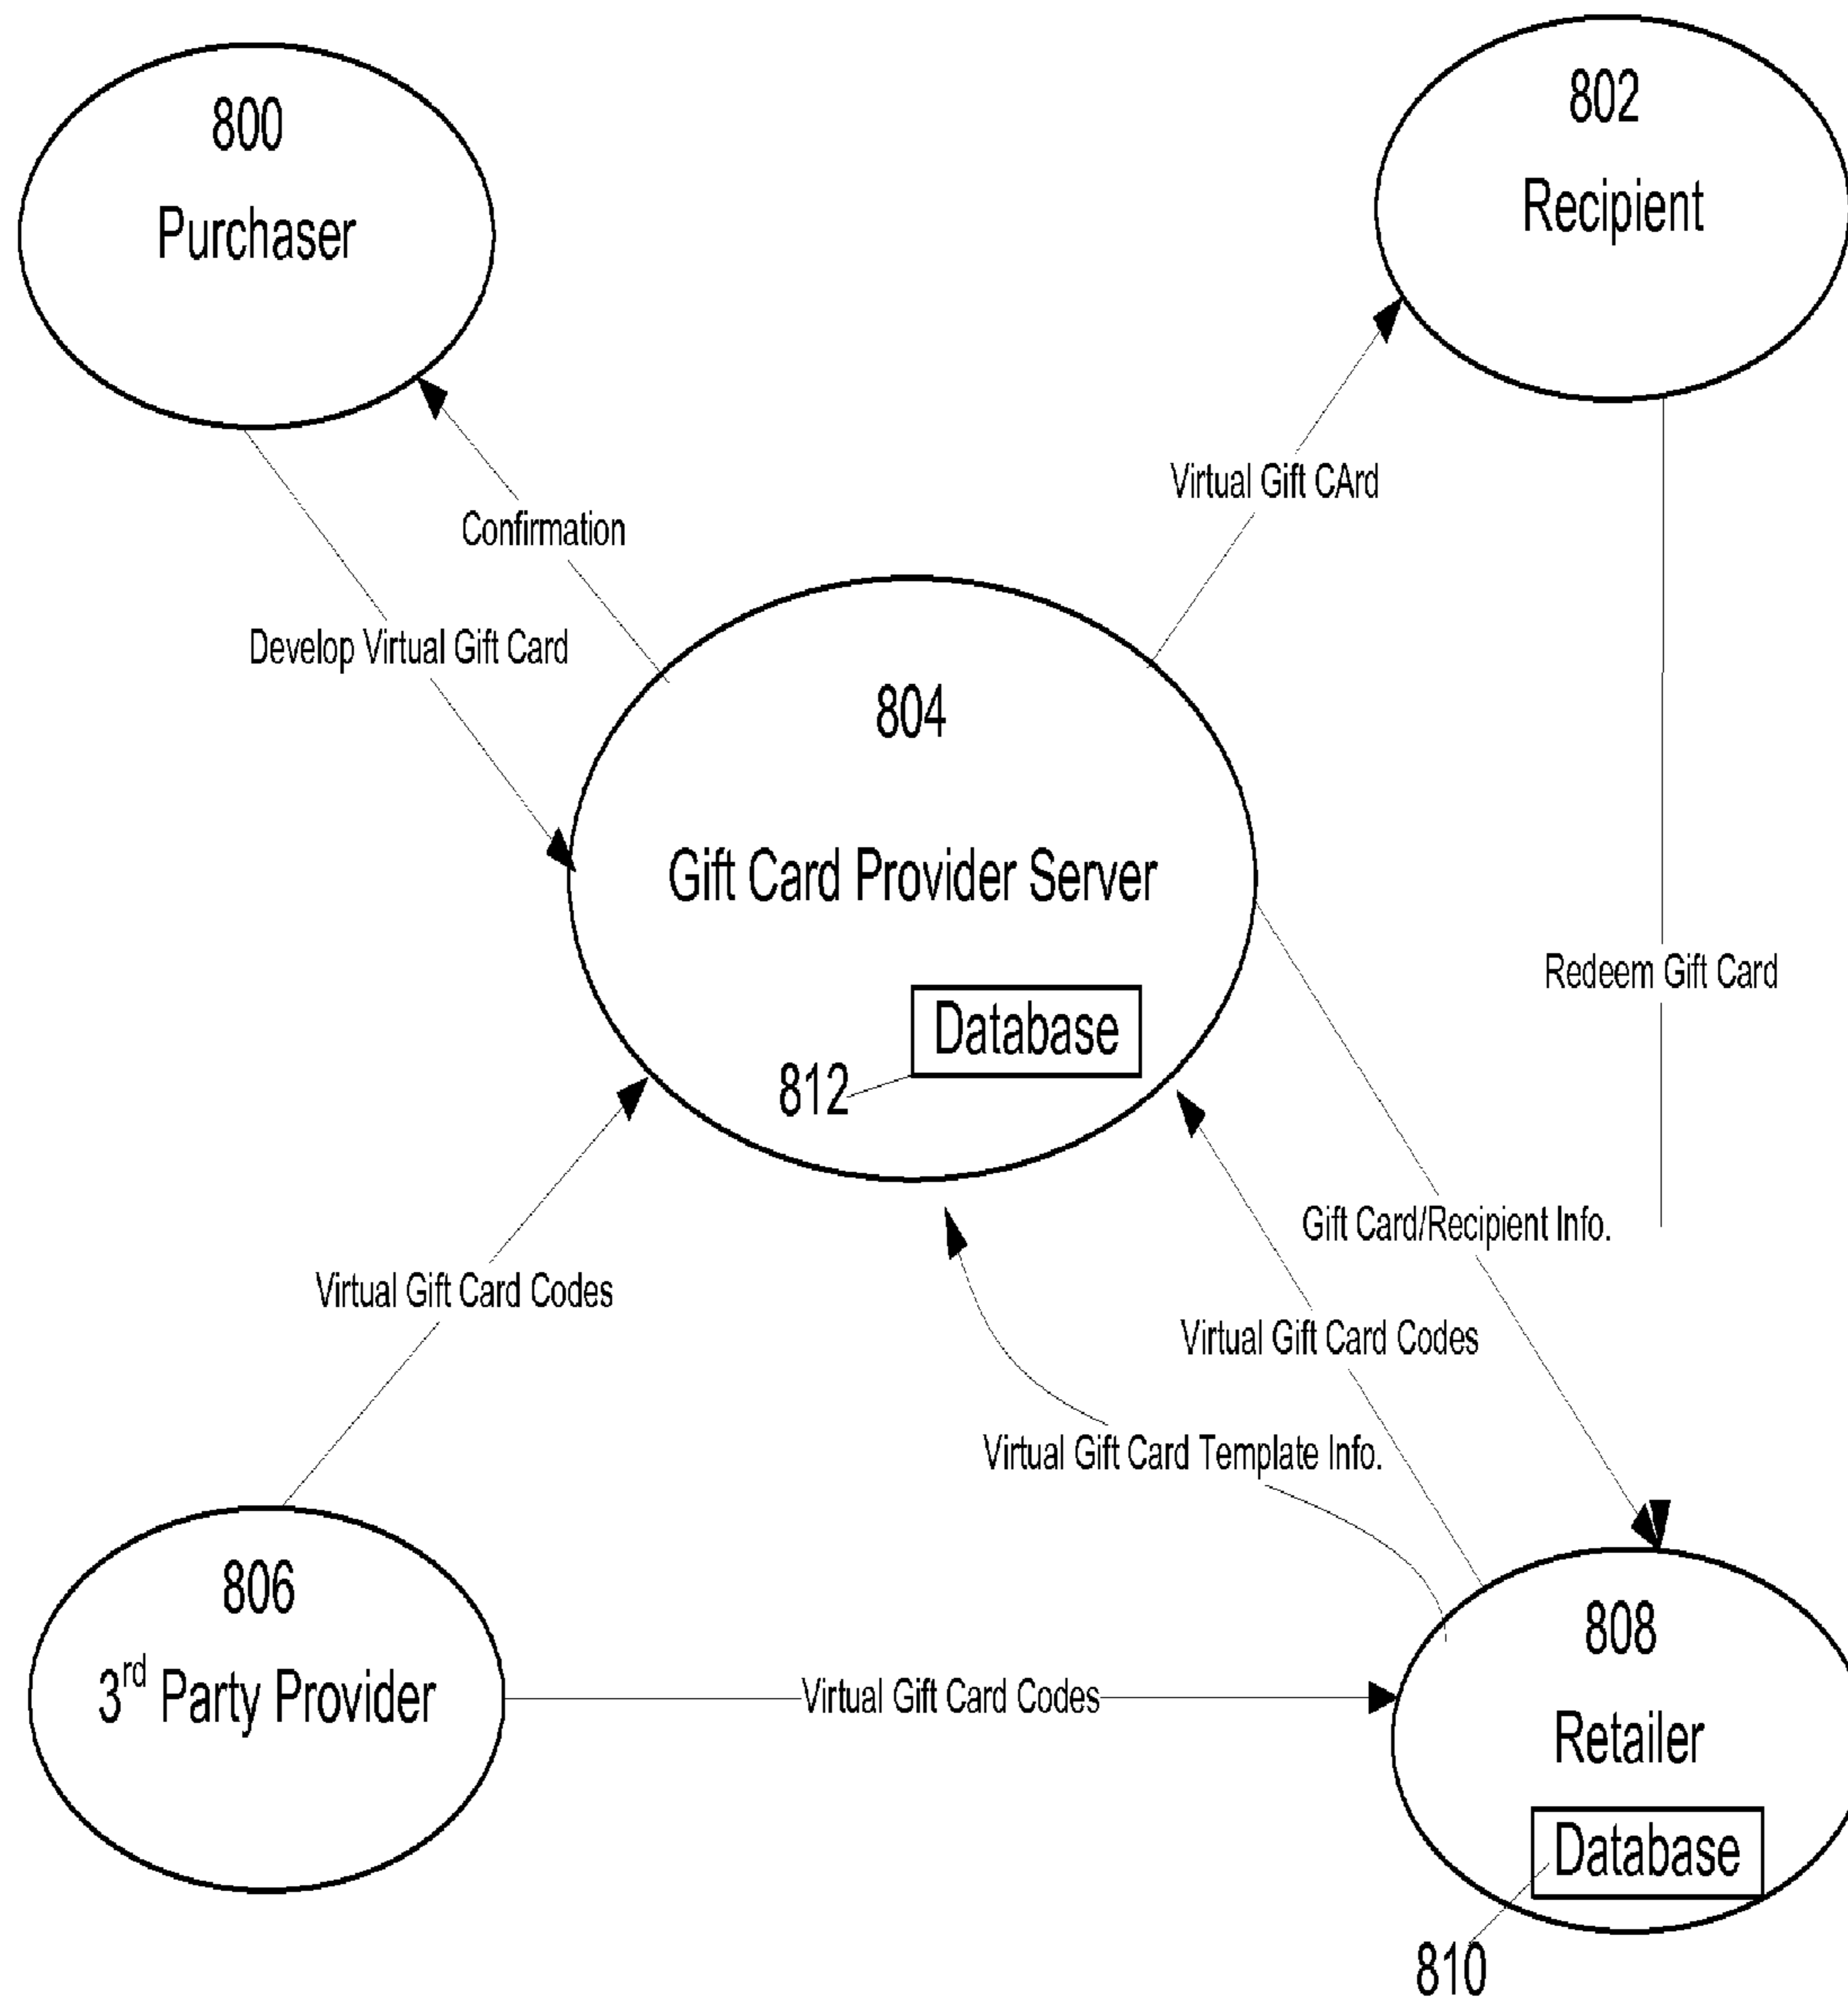 800
Purchaser
802
Recipient
Virtual Gift CArd
Confirmation
Develop Virtual Gift Card
804
Gift Card Provider Server
Database
812
Redeem Gift Card
Gift Card/Recipient Info.
Virtual Gift Card Codes
Virtual Gift Card Codes
Virtual Gift Card Template Info.
806
3rd Party Provider
Virtual Gift Card Codes
808
Retailer
Database
810